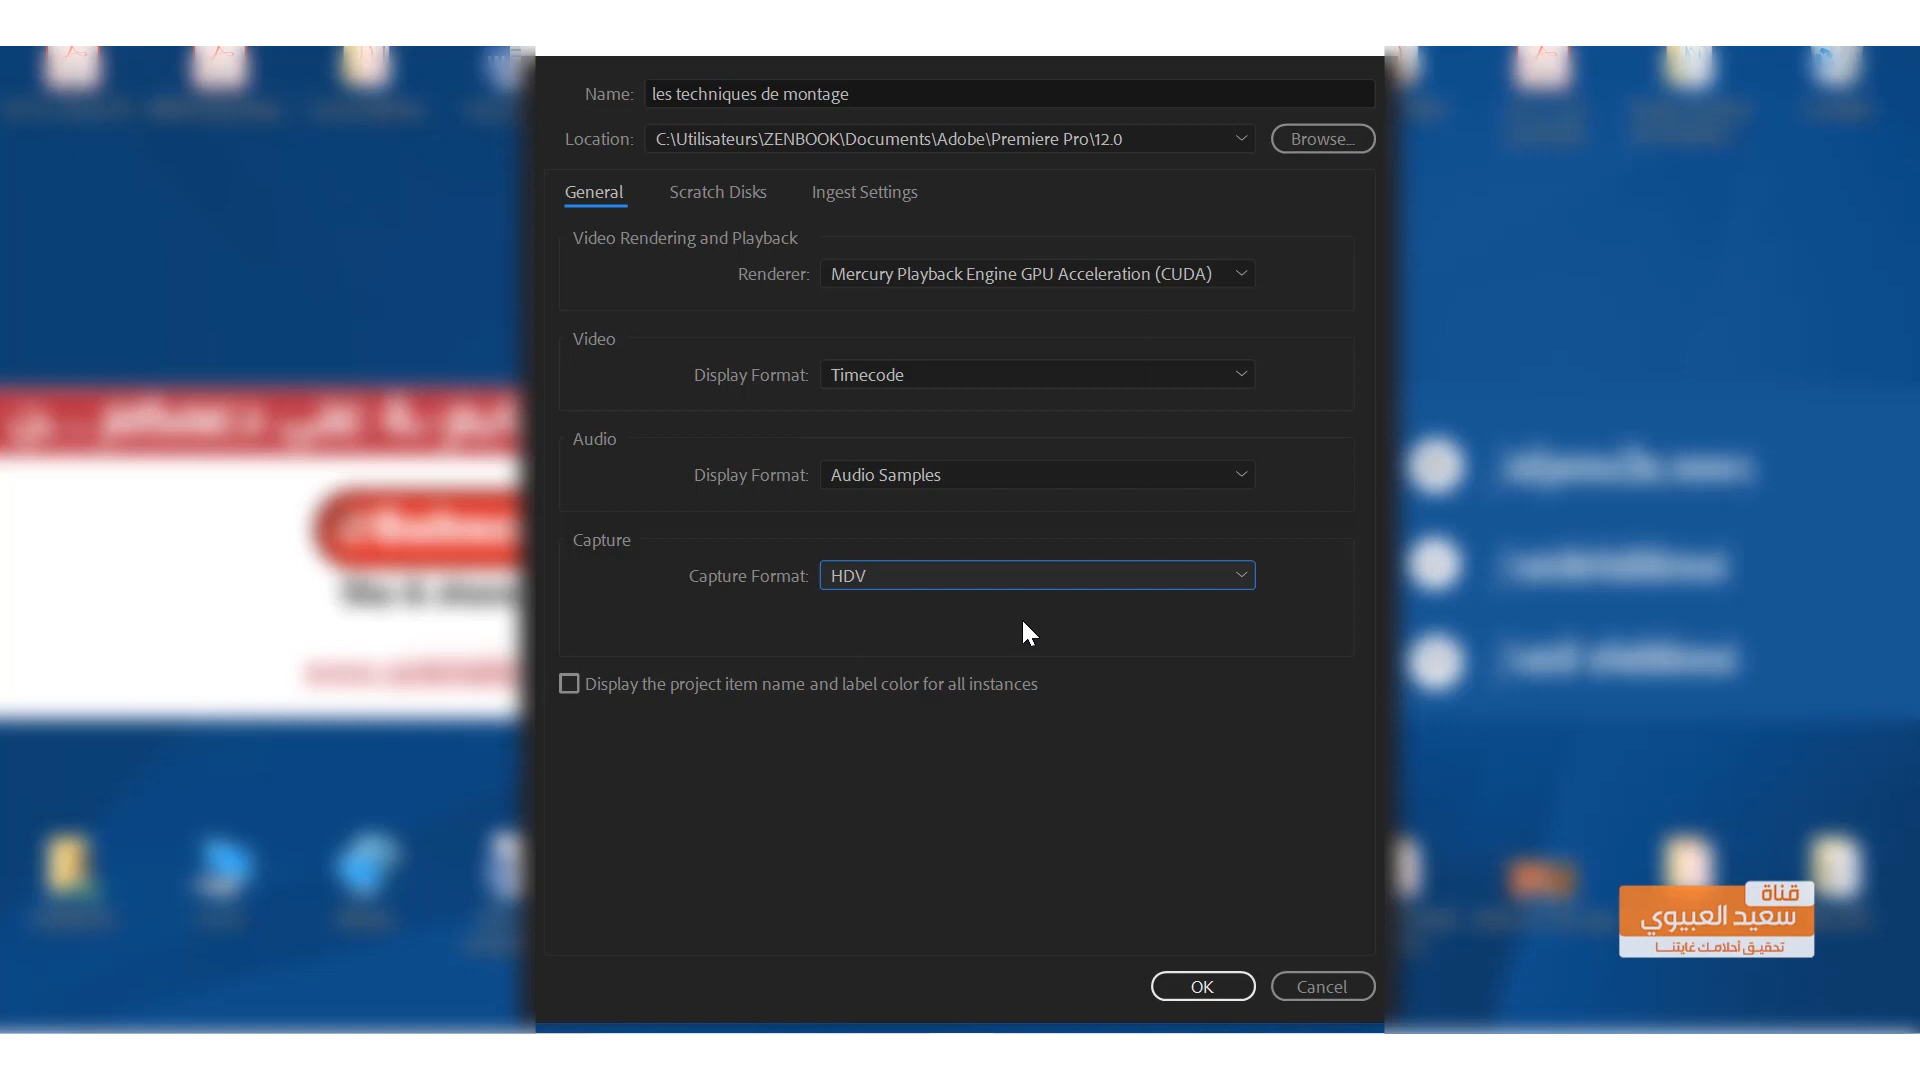 Name: les techniques de montage
Location: C:\Utilisateurs\ZENBOOK\Documents\Adobe\Premiere Pro\12.0 Browse...
General Scratch Disks Ingest Settings
Video Rendering and Playback
Renderer: Mercury Playback Engine GPU Acceleration (CUDA)
Video
Display Format: Timecode
Audio
Display Format: Audio Samples
Capture
Capture Format: HDV
Display the project item name and label color for all instances
OK Cancel
قناة
سعيد العبيوي
تحقيق أحلامك غايتنا